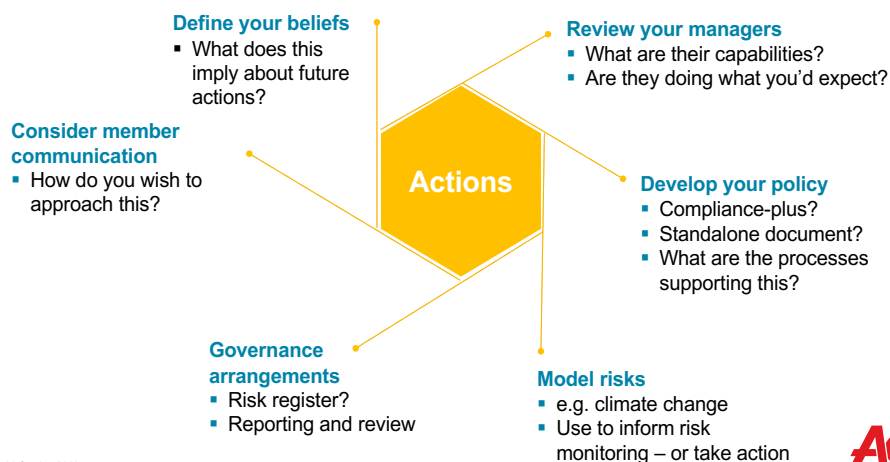 Define your beliefs
▪ What does this
imply about future
actions?
Review your managers
▪ What are their capabilities?
▪ Are they doing what you'd expect?
Consider member
communication
▪ How do you wish to
approach this?
Actions
Develop your policy
▪ Compliance-plus?
▪ Standalone document?
▪ What are the processes
supporting this?
Governance
arrangements
▪ Risk register?
▪ Reporting and review
Model risks
▪ e.g. climate change
▪ Use to inform risk
monitoring – or take action